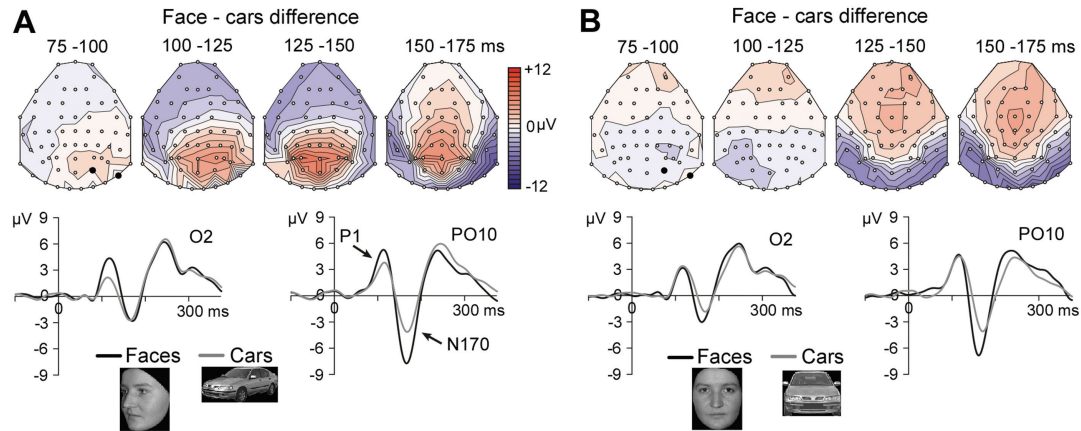 A
Face - cars difference
75 -100
100 -125
125 -150
150 -175 ms
+12
0 µV
-12
µV
9
6
3
0
-3
-6
-9
O2
300 ms
µV
9
6
3
0
-3
-6
-9
P1
PO10
300 ms
N170
Faces
Cars
B
Face - cars difference
75 -100
100 -125
125 -150
150 -175 ms
µV
9
6
3
0
-3
-6
-9
O2
300 ms
µV
9
6
3
0
-3
-6
-9
PO10
300 ms
Faces
Cars